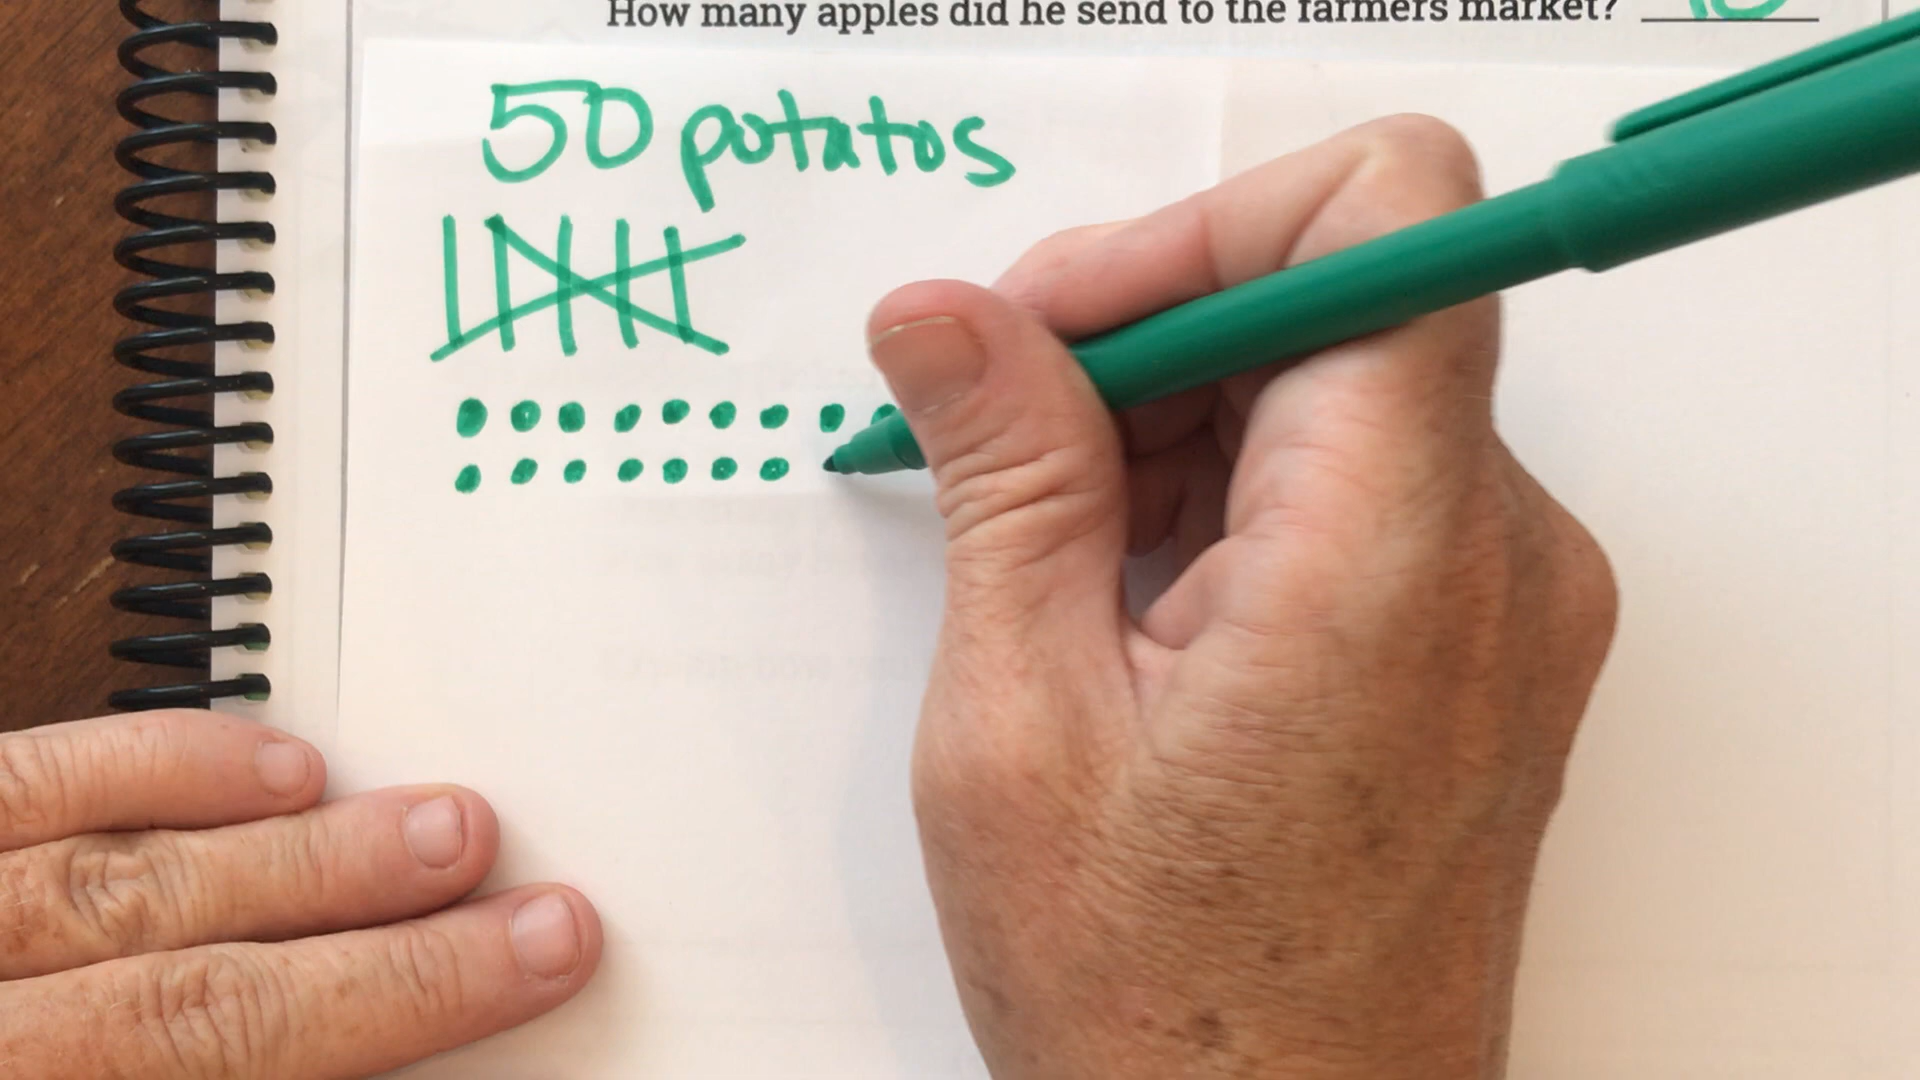 How many apples did he send to the farmers market?
50 potatos